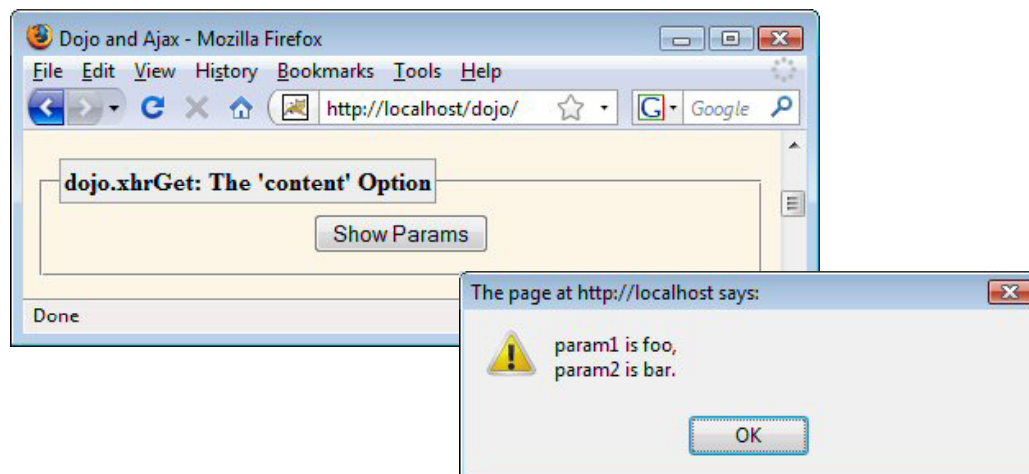 Dojo and Ajax - Mozilla Firefox
File Edit View History Bookmarks Tools Help
http://localhost/dojo/ G Google
dojo.xhrGet: The 'content' Option
Show Params
Done
The page at http://localhost says:
param1 is foo,
param2 is bar.
OK